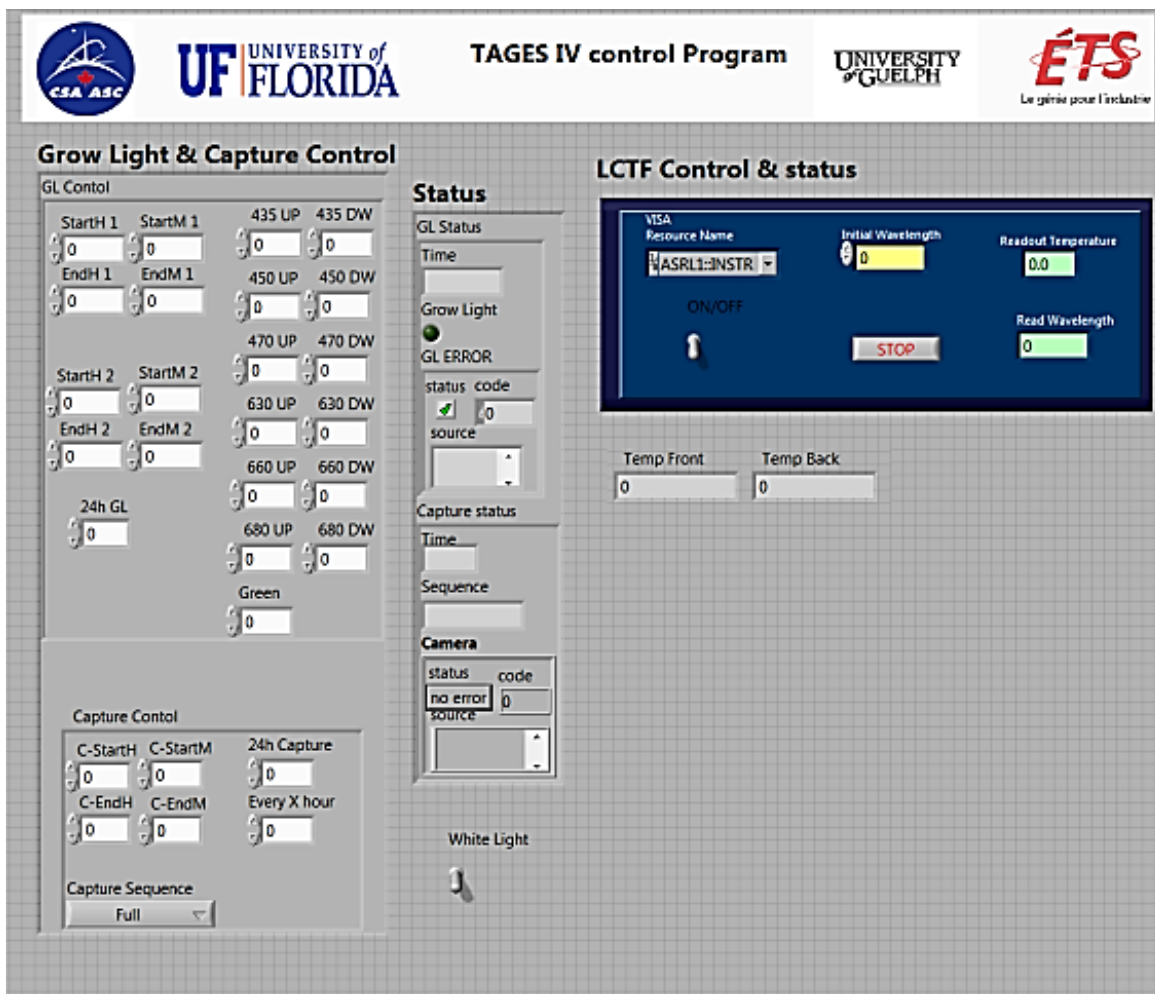 CSA ASC
UF UNIVERSITY of FLORIDA
TAGES IV control Program
UNIVERSITY of GUELPH
ÉTS
Le génie pour l'industrie
Grow Light & Capture Control
GL Contol
StartH 1 StartM 1
0 0
EndH 1 EndM 1
0 0
StartH 2 StartM 2
0 0
EndH 2 EndM 2
0 0
24h GL
0
435 UP 435 DW
0 0
450 UP 450 DW
0 0
470 UP 470 DW
0 0
630 UP 630 DW
0 0
660 UP 660 DW
0 0
680 UP 680 DW
0 0
Green
0
Capture Contol
C-StartH C-StartM 24h Capture
0 0 0
C-EndH C-EndM Every X hour
0 0 0
Capture Sequence
Full
Status
GL Status
Time
Grow Light
GL ERROR
status code
0
source
Capture status
Time
Sequence
Camera
status code
no error 0
source
White Light
LCTF Control & status
VISA
Resource Name Initial Wavelength Readout Temperature
ASRL1::INSTR 0 0.0
ON/OFF
Read Wavelength
STOP 0
Temp Front Temp Back
0 0